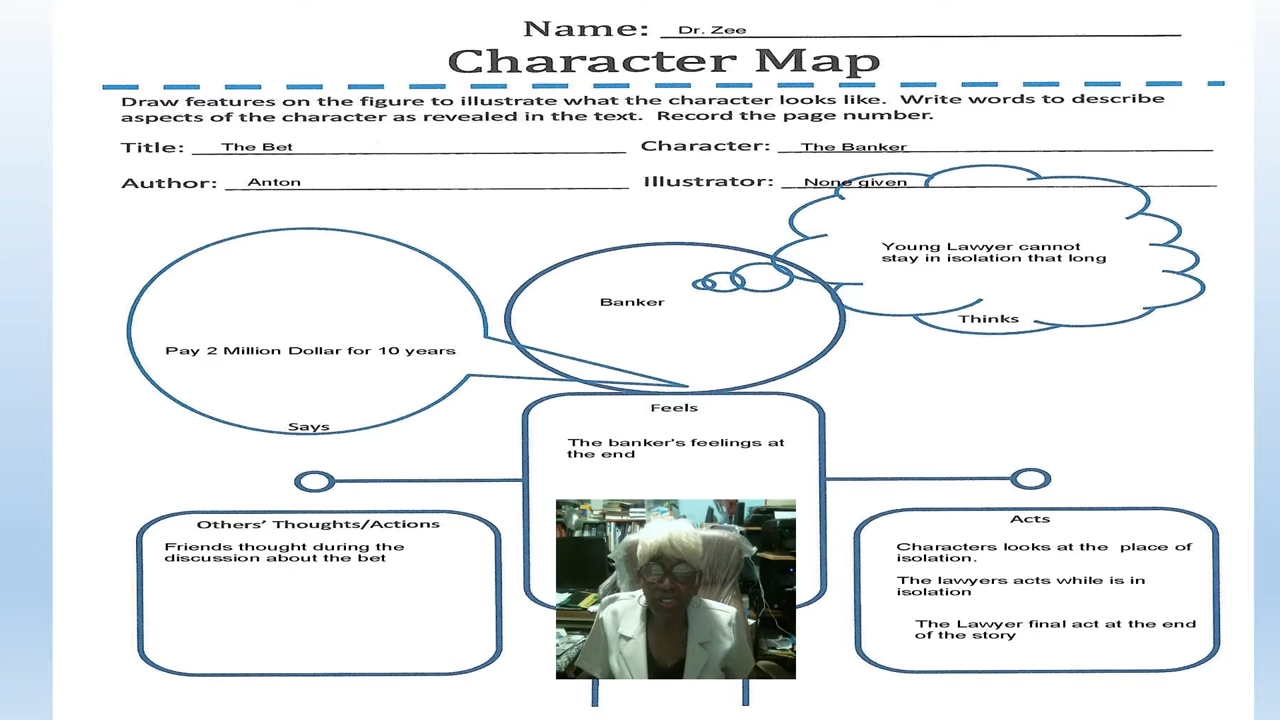 Name: Dr. Zee
Character Map
Draw features on the figure to illustrate what the character looks like. Write words to describe
aspects of the character as revealed in the text. Record the page number.
Title: The Bet
Character: The Banker
Author: Anton
Illustrator: None given
Young Lawyer cannot
stay in isolation that long
Thinks
Banker
Pay 2 Million Dollar for 10 years
Says
Feels
The banker's feelings at
the end
Others' Thoughts/Actions
Friends thought during the
discussion about the bet
Acts
Characters looks at the place of
isolation.
The lawyers acts while is in
isolation
The Lawyer final act at the end
of the story